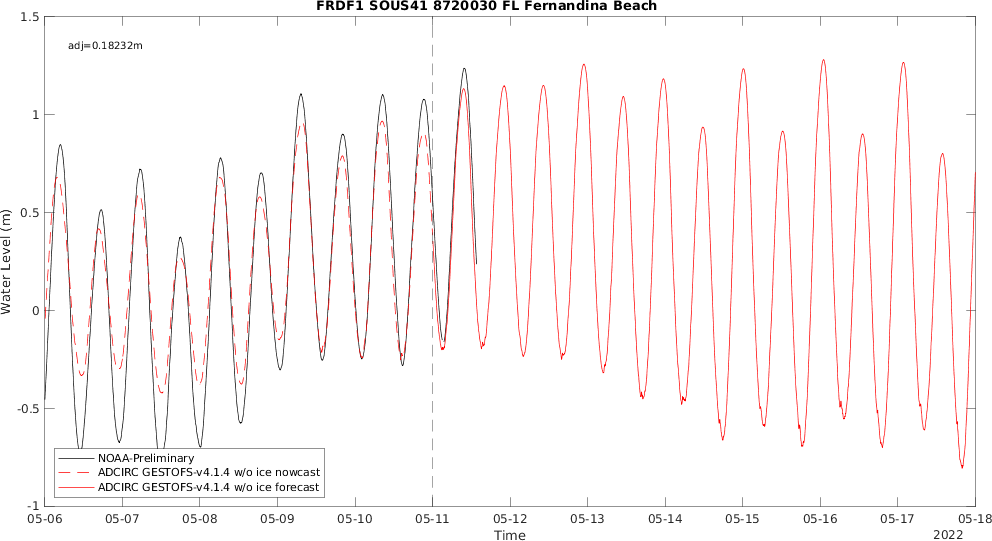 FRDF1 SOUS41 8720030 FL Fernandina Beach
1.5
adj=0.18232m
1
0.5
Water Level (m)
0
-0.5
NOAA-Preliminary
ADCIRC GESTOFS-v4.1.4 w/o ice nowcast
ADCIRC GESTOFS-v4.1.4 w/o ice forecast
-1
05-06 05-07 05-08 05-09 05-10 05-11 05-12 05-13 05-14 05-15 05-16 05-17 05-18
Time
2022